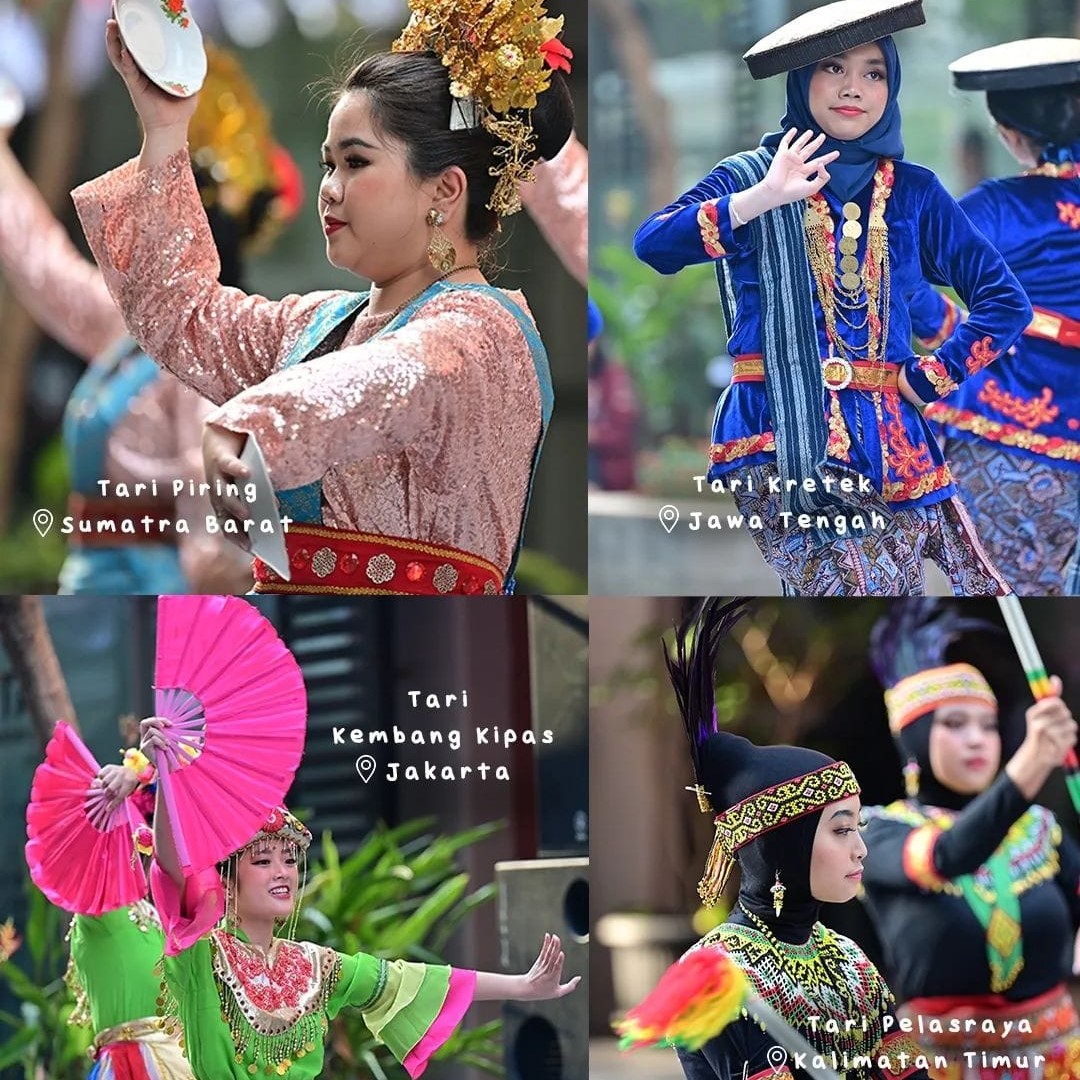 Tari Piring
Sumatra Barat
Tari Kretek
Jawa Tengah
Tari
Kembang Kipas
Jakarta
Tari Pelasraya
Kalimatan Timur